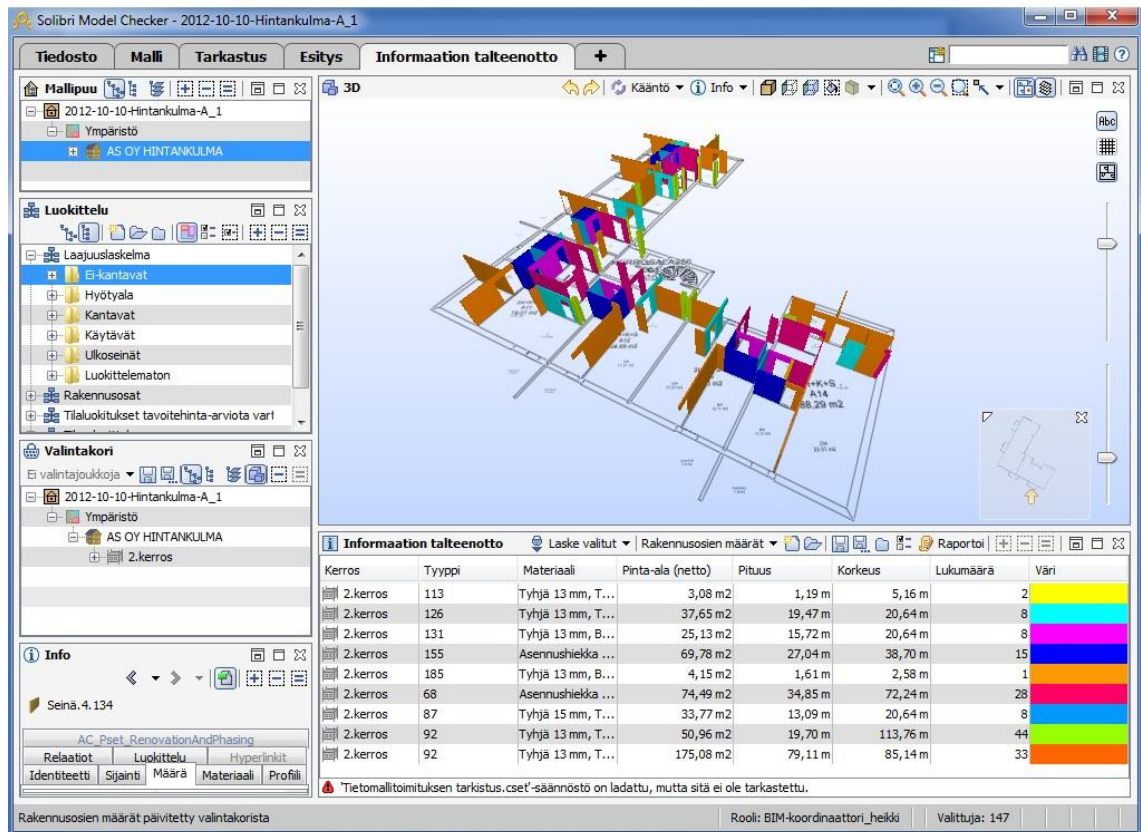 Solibri Model Checker - 2012-10-10-Hintankulma-A_1
Tiedosto Malli Tarkastus Esitys Informaation talteenotto +
Mallipuu
2012-10-10-Hintankulma-A_1
Ympäristö
AS OY HINTANKULMA
3D Kääntö Info
Abc
Luokittelu
Laajuuslaskelma
Ei-kantavat
Hyötyala
Kantavat
Käytävät
Ulkoseinät
Luokittelematon
Rakennusosat
Tilaluokitukset tavoitehinta-arviota vart
A14
88,29 m2
Valintakori
Ei valintajoukkoja
2012-10-10-Hintankulma-A_1
Ympäristö
AS OY HINTANKULMA
2.kerros
Info
Seinä.4.134
AC_Pset_RenovationAndPhasing
Relaatiot Luokittelu Hyperlinkit
Identiteetti Sijainti Määrä Materiaali Profiili
Informaation talteenotto Laske valitut Rakennusosien määrät Raportoi
Kerros Tyyppi Materiaali Pinta-ala (netto) Pituus Korkeus Lukumäärä Väri
2.kerros 113 Tyhjä 13 mm, T... 3,08 m2 1,19 m 5,16 m 2
2.kerros 126 Tyhjä 13 mm, T... 37,65 m2 19,47 m 20,64 m 8
2.kerros 131 Tyhjä 13 mm, B... 25,13 m2 15,72 m 20,64 m 8
2.kerros 155 Asennushiekka ... 69,78 m2 27,04 m 38,70 m 15
2.kerros 185 Tyhjä 13 mm, B... 4,15 m2 1,61 m 2,58 m 1
2.kerros 68 Asennushiekka ... 74,49 m2 34,85 m 72,24 m 28
2.kerros 87 Tyhjä 15 mm, T... 33,77 m2 13,09 m 20,64 m 8
2.kerros 92 Tyhjä 13 mm, T... 50,96 m2 19,70 m 113,76 m 44
2.kerros 92 Tyhjä 13 mm, T... 175,08 m2 79,11 m 85,14 m 33
'Tietomallitoimituksen tarkistus.cset'-säännöstö on ladattu, mutta sitä ei ole tarkastettu.
Rakennusosien määrät päivitetty valintakorista Rooli: BIM-koordinaattori_heikki Valittuja: 147